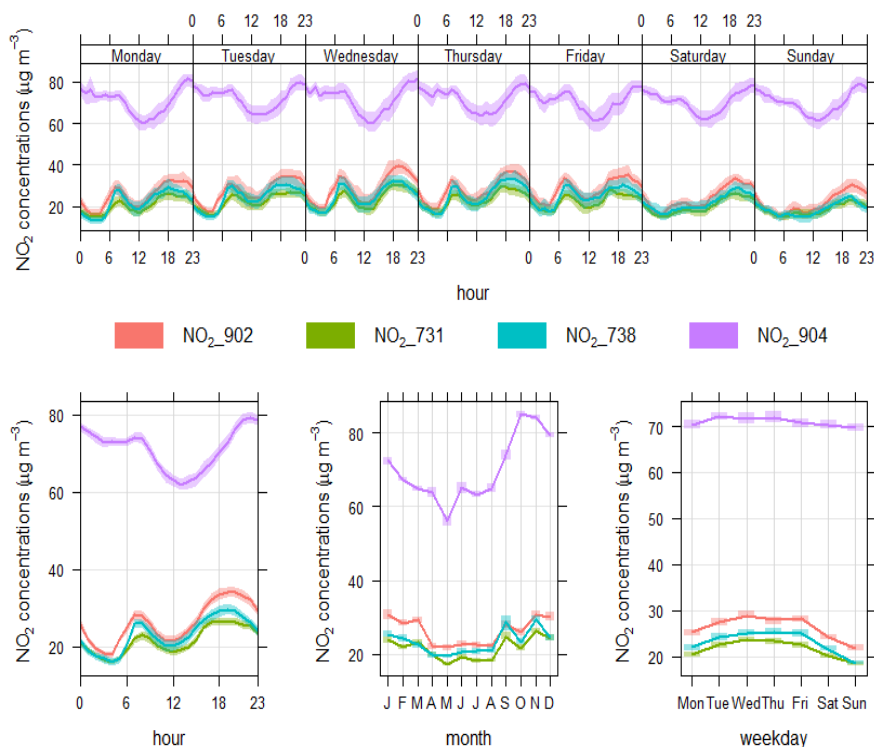 0 6 12 18 23 0 6 12 18 23 0 6 12 18 23
Monday Tuesday Wednesday Thursday Friday Saturday Sunday
NO₂ concentrations (μg m⁻³)
80
60
40
20
0 6 12 18 23 0 6 12 18 23 0 6 12 18 23 0 6 12 18 23
hour
NO₂_902 NO₂_731 NO₂_738 NO₂_904
NO₂ concentrations (μg m⁻³)
80
60
40
20
0 6 12 18 23
hour
NO₂ concentrations (μg m⁻³)
80
60
40
20
J F M A M J J A S O N D
month
NO₂ concentrations (μg m⁻³)
70
60
50
40
30
20
Mon Tue Wed Thu Fri Sat Sun
weekday